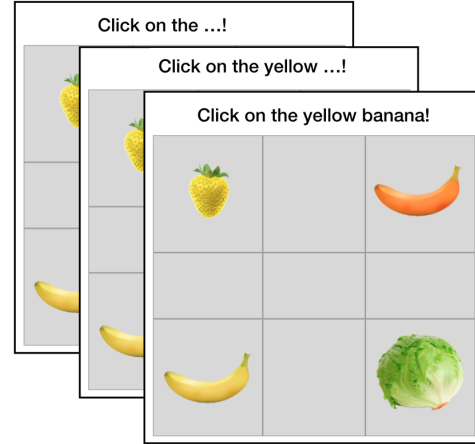 Click on the …!
Click on the yellow …!
Click on the yellow banana!